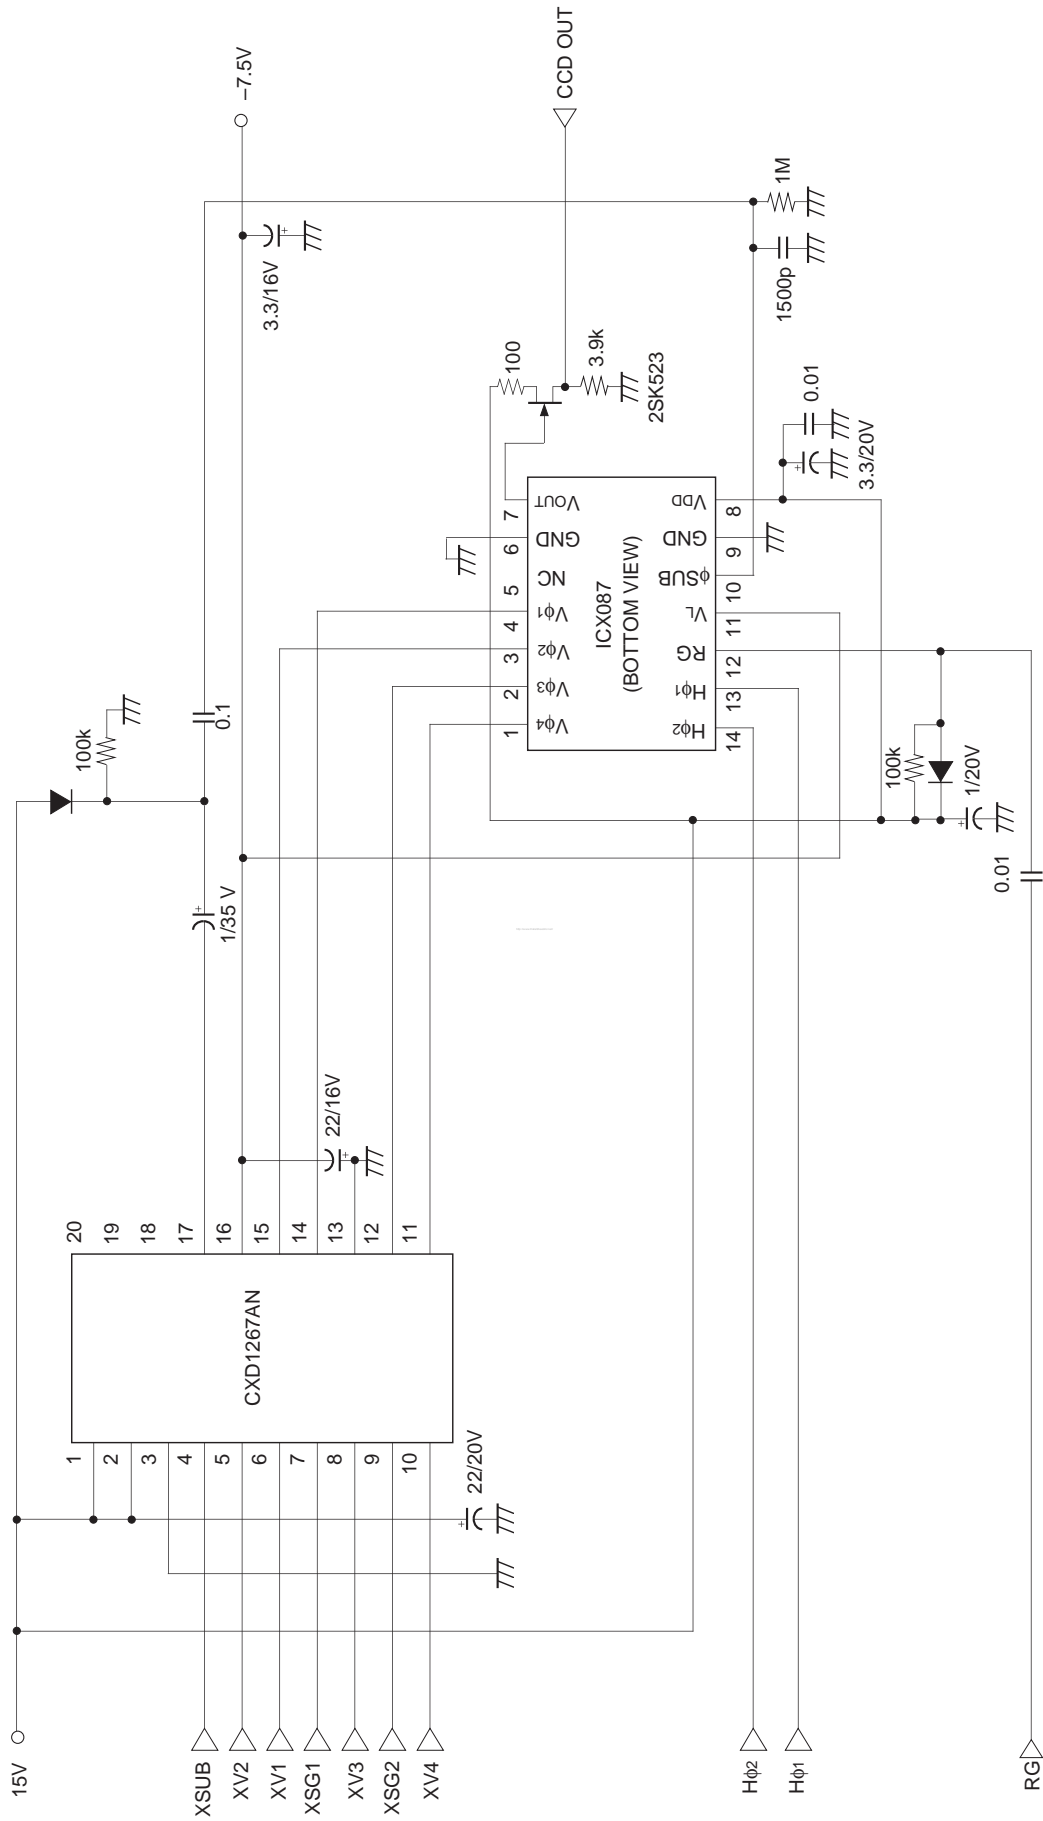 15V
XSUB
XV2
XV1
XSG1
XV3
XSG2
XV4
Hϕ2
Hϕ1
RG
1
2
3
4
5
6
7
8
9
10
22/20V
CXD1267AN
20
19
18
17
16
15
14
13
12
11
22/16V
1/35 V
100k
0.1
−7.5V
3.3/16V
CCD OUT
100
3.9k
2SK523
1M
1500p
0.01
3.3/20V
ICX087
(BOTTOM VIEW)
1
2
3
4
5
6
7
Vϕ4
Vϕ3
Vϕ2
Vϕ1
NC
GND
VOUT
Hϕ2
Hϕ1
RG
VL
ϕSUB
GND
VDD
14
13
12
11
10
9
8
100k
1/20V
0.01